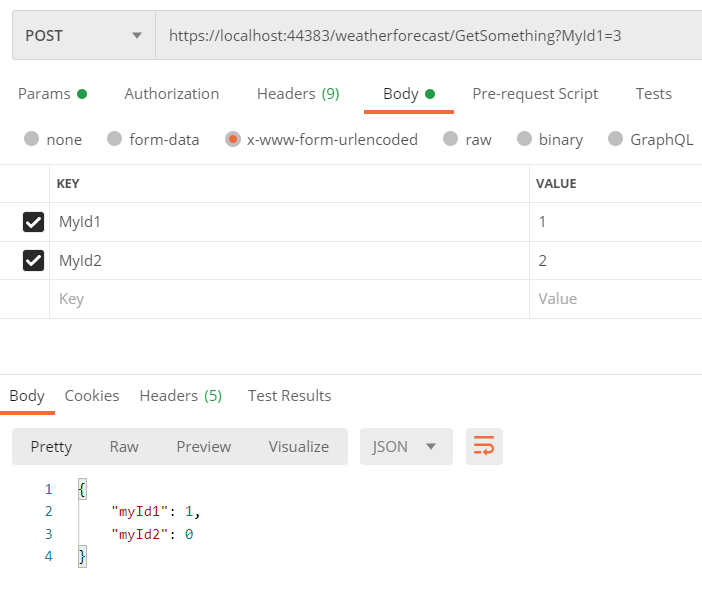 POST https://localhost:44383/weatherforecast/GetSomething?MyId1=3
Params Authorization Headers (9) Body Pre-request Script Tests
none form-data x-www-form-urlencoded raw binary GraphQL
KEY VALUE
MyId1 1
MyId2 2
Key Value
Body Cookies Headers (5) Test Results
Pretty Raw Preview Visualize JSON
1 {
2 "myId1": 1,
3 "myId2": 0
4 }